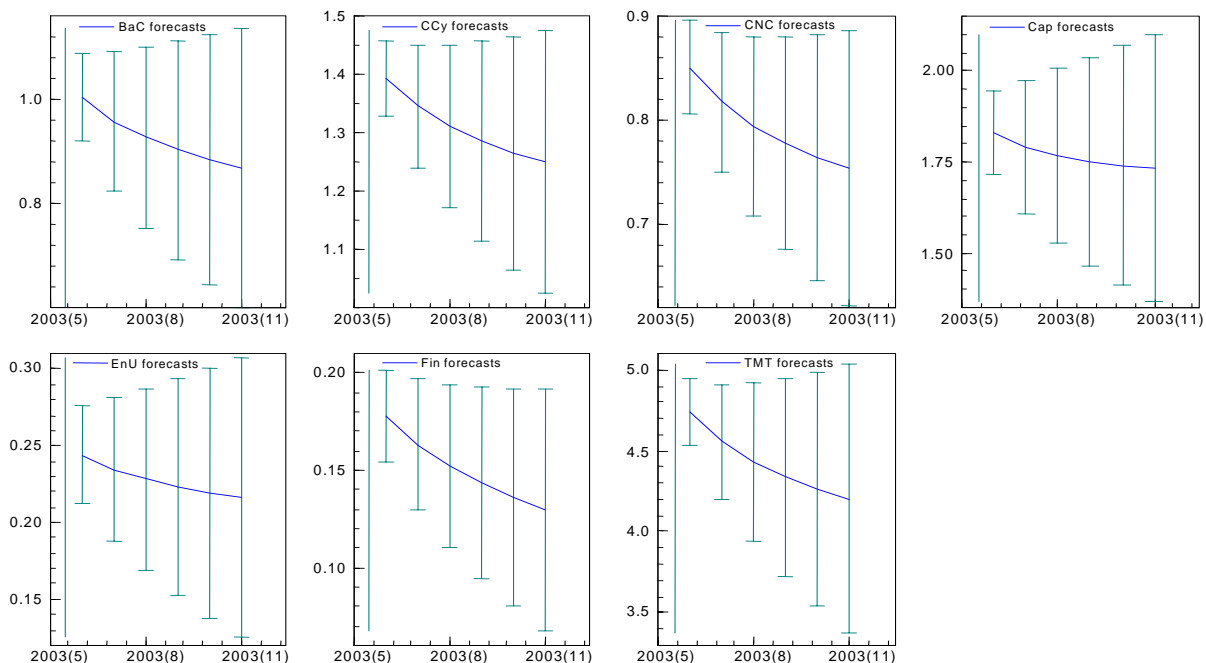 BaC forecasts
1.0
0.8
2003(5) 2003(8) 2003(11)
CCy forecasts
1.5
1.4
1.3
1.2
1.1
2003(5) 2003(8) 2003(11)
CNC forecasts
0.9
0.8
0.7
2003(5) 2003(8) 2003(11)
Cap forecasts
2.00
1.75
1.50
2003(5) 2003(8) 2003(11)
EnU forecasts
0.30
0.25
0.20
0.15
2003(5) 2003(8) 2003(11)
Fin forecasts
0.20
0.15
0.10
2003(5) 2003(8) 2003(11)
TMT forecasts
5.0
4.5
4.0
3.5
2003(5) 2003(8) 2003(11)